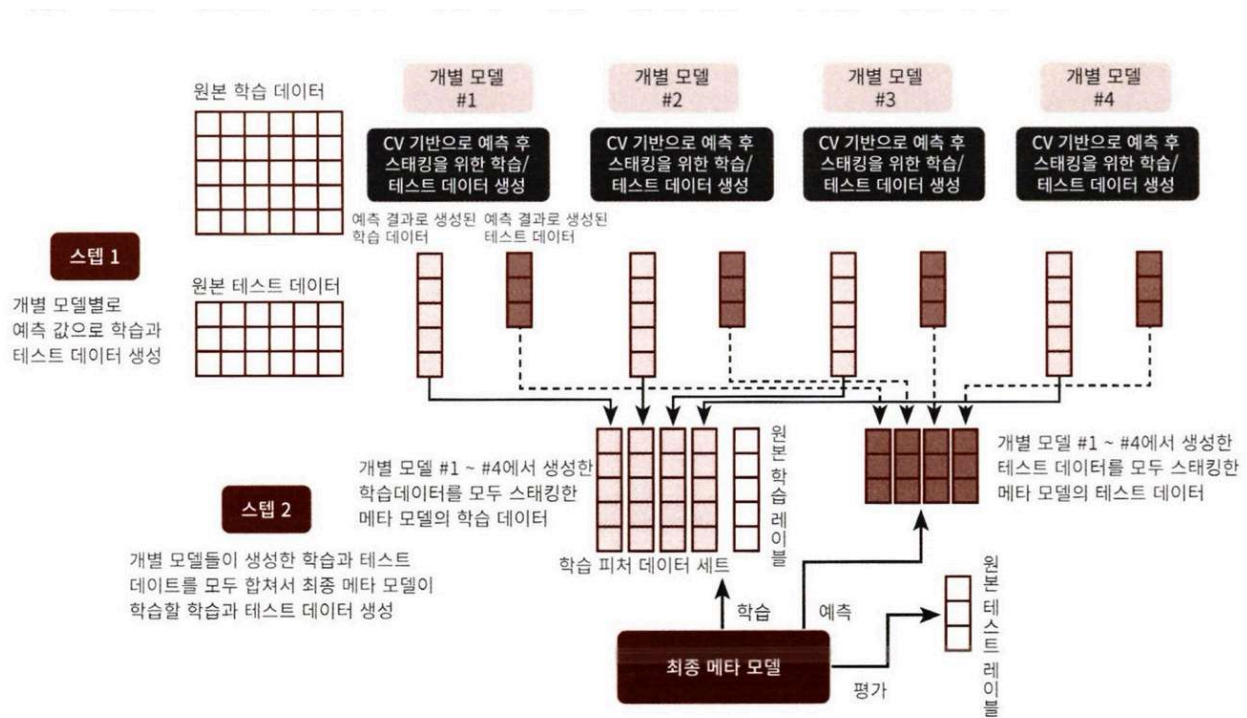 원본 학습 데이터
개별 모델
#1
개별 모델
#2
개별 모델
#3
개별 모델
#4
CV 기반으로 예측 후
스태킹을 위한 학습/
테스트 데이터 생성
CV 기반으로 예측 후
스태킹을 위한 학습/
테스트 데이터 생성
CV 기반으로 예측 후
스태킹을 위한 학습/
테스트 데이터 생성
CV 기반으로 예측 후
스태킹을 위한 학습/
테스트 데이터 생성
예측 결과로 생성된
학습 데이터
예측 결과로 생성된
테스트 데이터
스텝 1
개별 모델별로
예측 값으로 학습과
테스트 데이터 생성
원본 테스트 데이터
개별 모델 #1 ~ #4에서 생성한
학습데이터를 모두 스태킹한
메타 모델의 학습 데이터
원본 학습 레이블
개별 모델 #1 ~ #4에서 생성한
테스트 데이터를 모두 스태킹한
메타 모델의 테스트 데이터
스텝 2
개별 모델들이 생성한 학습과 테스트
데이트를 모두 합쳐서 최종 메타 모델이
학습할 학습과 테스트 데이터 생성
학습 피처 데이터 세트
학습
예측
원본 테스트 레이블
최종 메타 모델
평가